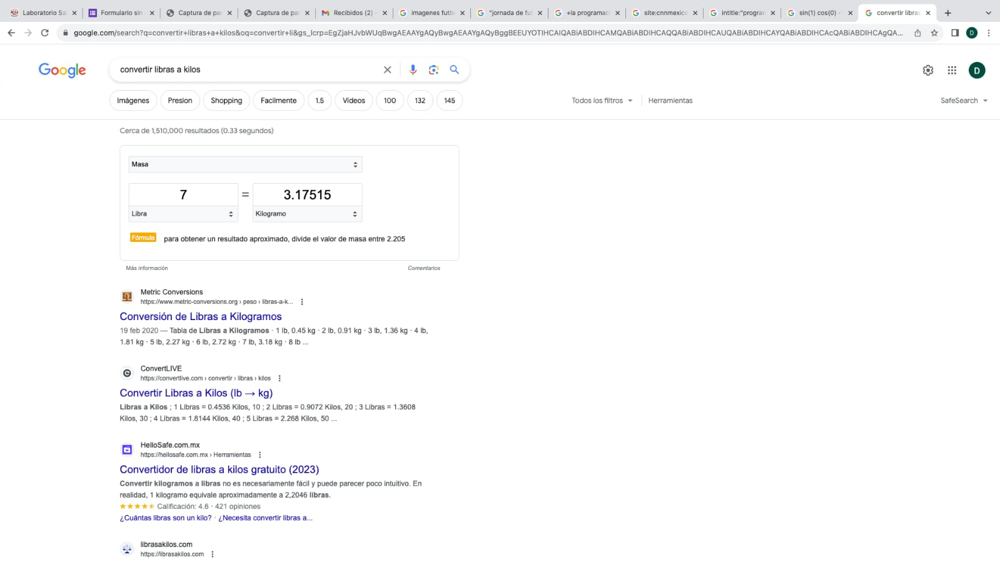 Laboratorio Sa
Formulario sin
Captura de pa
Captura de pa
Recibidos (2) -
imagenes futb
"jornada de fu
+la programac
site:cnnmexico
intitle:"progran
sin(1) cos(0) -
convertir libras
google.com/search?q=convertir+libras+a+kilos&oq=convertir+li&gs_lcrp=EgZjaHJvbWUqBwgAEAAYgAQyBwgAEAAYgAQyBggBEEUYOTIHCAIQABiABDIHCAMQABiABDIHCAQQABiABDIHCAUQABiABDIHCAYQABiABDIHCAcQABiABDIHCAgQA...
D
Google
convertir libras a kilos
D
Imágenes
Presion
Shopping
Facilmente
1.5
Vídeos
100
132
145
Todos los filtros
Herramientas
SafeSearch
Cerca de 1,510,000 resultados (0.33 segundos)
Masa
7 = 3.17515
Libra
Kilogramo
Fórmula para obtener un resultado aproximado, divide el valor de masa entre 2.205
Más información
Comentarios
Metric Conversions
https://www.metric-conversions.org › peso › libras-a-k...
Conversión de Libras a Kilogramos
19 feb 2020 — Tabla de Libras a Kilogramos · 1 lb, 0.45 kg · 2 lb, 0.91 kg · 3 lb, 1.36 kg · 4 lb,
1.81 kg · 5 lb, 2.27 kg · 6 lb, 2.72 kg · 7 lb, 3.18 kg · 8 lb ...
ConvertLIVE
https://convertlive.com › convertir › libras › kilos
Convertir Libras a Kilos (lb → kg)
Libras a Kilos ; 1 Libras = 0.4536 Kilos, 10 ; 2 Libras = 0.9072 Kilos, 20 ; 3 Libras = 1.3608
Kilos, 30 ; 4 Libras = 1.8144 Kilos, 40 ; 5 Libras = 2.268 Kilos, 50 ...
HelloSafe.com.mx
https://hellosafe.com.mx › Herramientas
Convertidor de libras a kilos gratuito (2023)
Convertir kilogramos a libras no es necesariamente fácil y puede parecer poco intuitivo. En
realidad, 1 kilogramo equivale aproximadamente a 2,2046 libras.
Calificación: 4.6 · 421 opiniones
¿Cuántas libras son un kilo? · ¿Necesita convertir libras a...
librasakilos.com
https://librasakilos.com